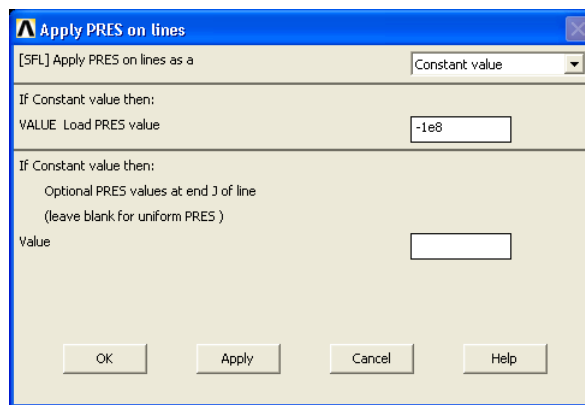 Apply PRES on lines
[SFL] Apply PRES on lines as a
Constant value
If Constant value then:
VALUE Load PRES value
-1e8
If Constant value then:
Optional PRES values at end J of line
(leave blank for uniform PRES )
Value
OK
Apply
Cancel
Help